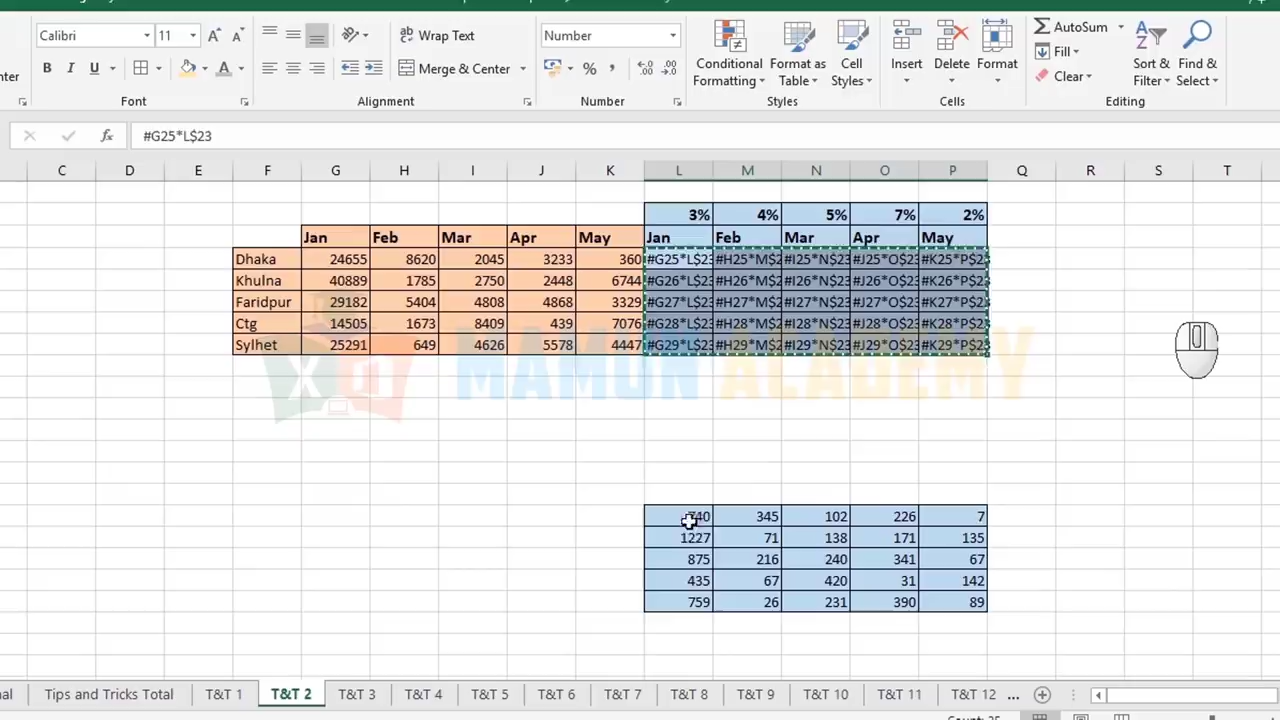 Calibri 11 Wrap Text Number AutoSum
B I U Merge & Center % , Conditional Formatting Format as Table Cell Styles Insert Delete Format Fill Clear Sort & Filter Find & Select
Font Alignment Number Styles Cells Editing
fx #G25*L$23
C D E F G H I J K L M N O P Q R S T
3% 4% 5% 7% 2%
Jan Feb Mar Apr May Jan Feb Mar Apr May
Dhaka 24655 8620 2045 3233 360 #G25*L$23 #H25*M$2 #I25*N$23 #J25*O$23 #K25*P$23
Khulna 40889 1785 2750 2448 6744 #G26*L$23 #H26*M$2 #I26*N$23 #J26*O$23 #K26*P$23
Faridpur 29182 5404 4808 4868 3329 #G27*L$23 #H27*M$2 #I27*N$23 #J27*O$23 #K27*P$23
Ctg 14505 1673 8409 439 7076 #G28*L$23 #H28*M$2 #I28*N$23 #J28*O$23 #K28*P$23
Sylhet 25291 649 4626 5578 4447 #G29*L$23 #H29*M$2 #I29*N$23 #J29*O$23 #K29*P$23
MAMUN ACADEMY
740 345 102 226 7
1227 71 138 171 135
875 216 240 341 67
435 67 420 31 142
759 26 231 390 89
Tips and Tricks Total T&T 1 T&T 2 T&T 3 T&T 4 T&T 5 T&T 6 T&T 7 T&T 8 T&T 9 T&T 10 T&T 11 T&T 12 ...